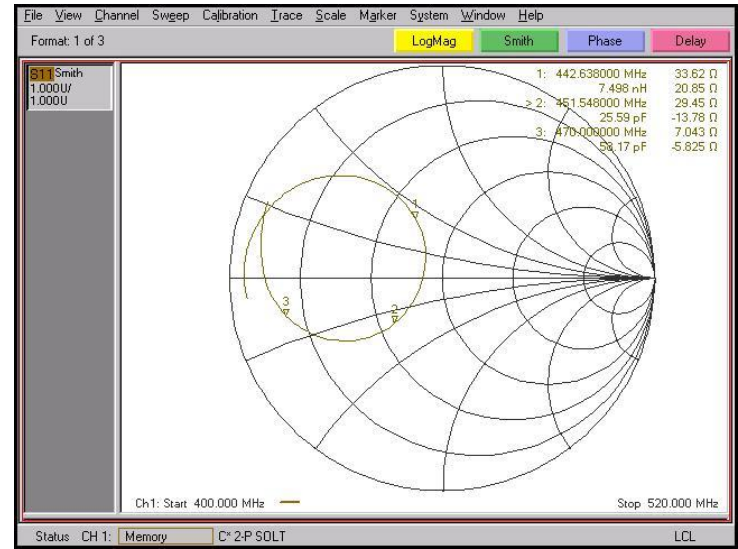 File View Channel Sweep Calibration Trace Scale Marker System Window Help
Format: 1 of 3 LogMag Smith Phase Delay
S11 Smith
1.000U/
1.000U
1: 442.638000 MHz 33.62 Ω
7.498 nH 20.85 Ω
> 2: 451.548000 MHz 29.45 Ω
25.59 pF -13.78 Ω
3: 470.000000 MHz 7.043 Ω
58.17 pF -5.825 Ω
1
3
2
Ch1: Start 400.000 MHz Stop 520.000 MHz
Status CH 1: Memory C* 2-P SOLT LCL